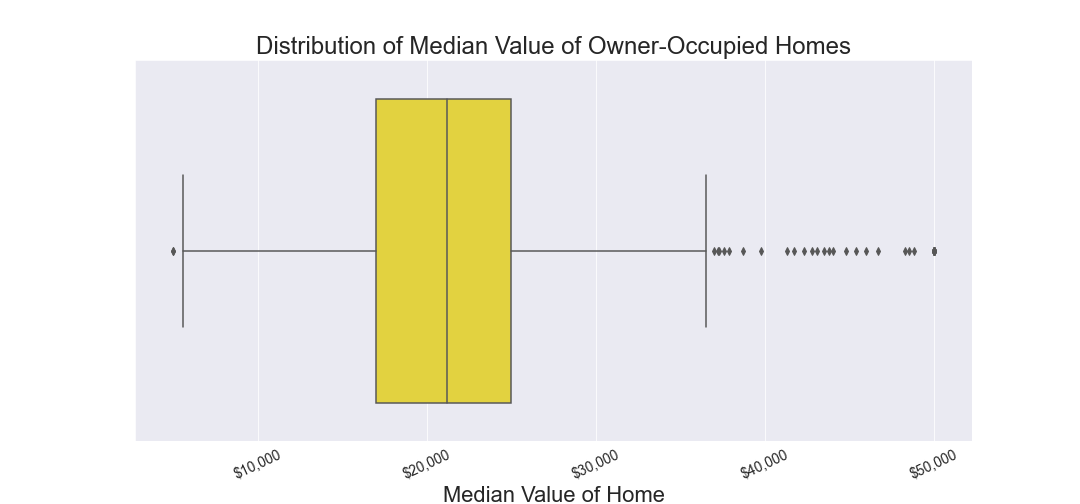 Distribution of Median Value of Owner-Occupied Homes
$10,000
$20,000
$30,000
$40,000
$50,000
Median Value of Home